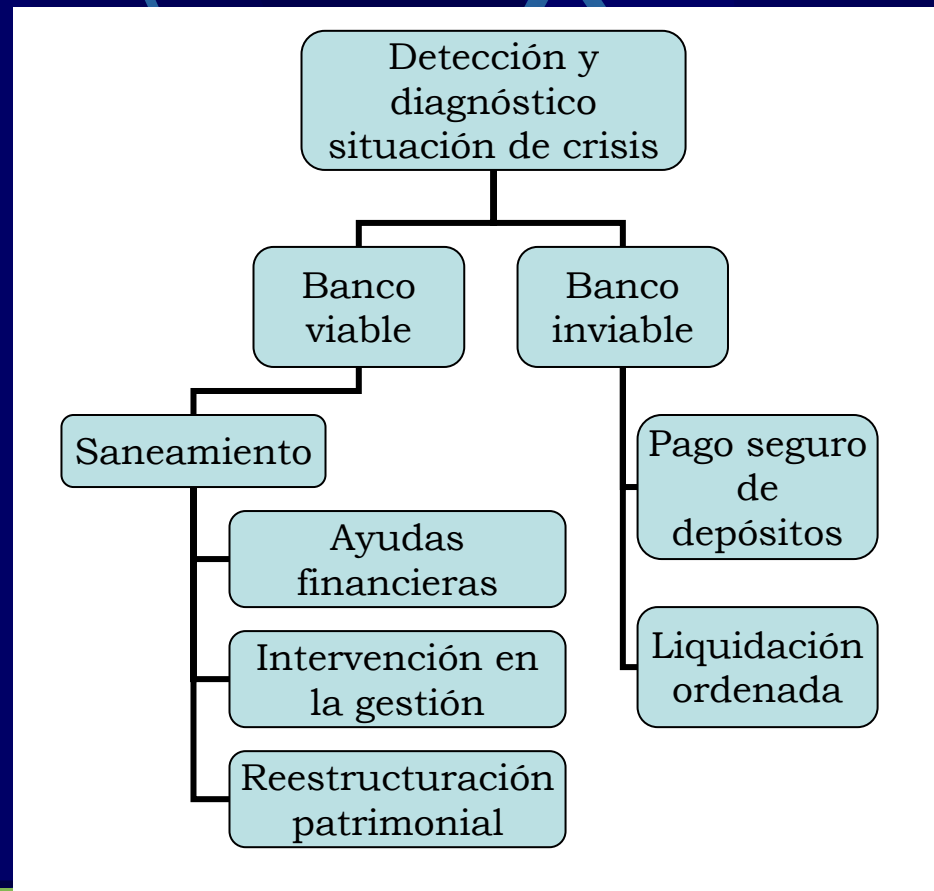 Detección y
diagnóstico
situación de crisis
Banco
viable
Banco
inviable
Saneamiento
Pago seguro
de
depósitos
Ayudas
financieras
Intervención en
la gestión
Liquidación
ordenada
Reestructuración
patrimonial